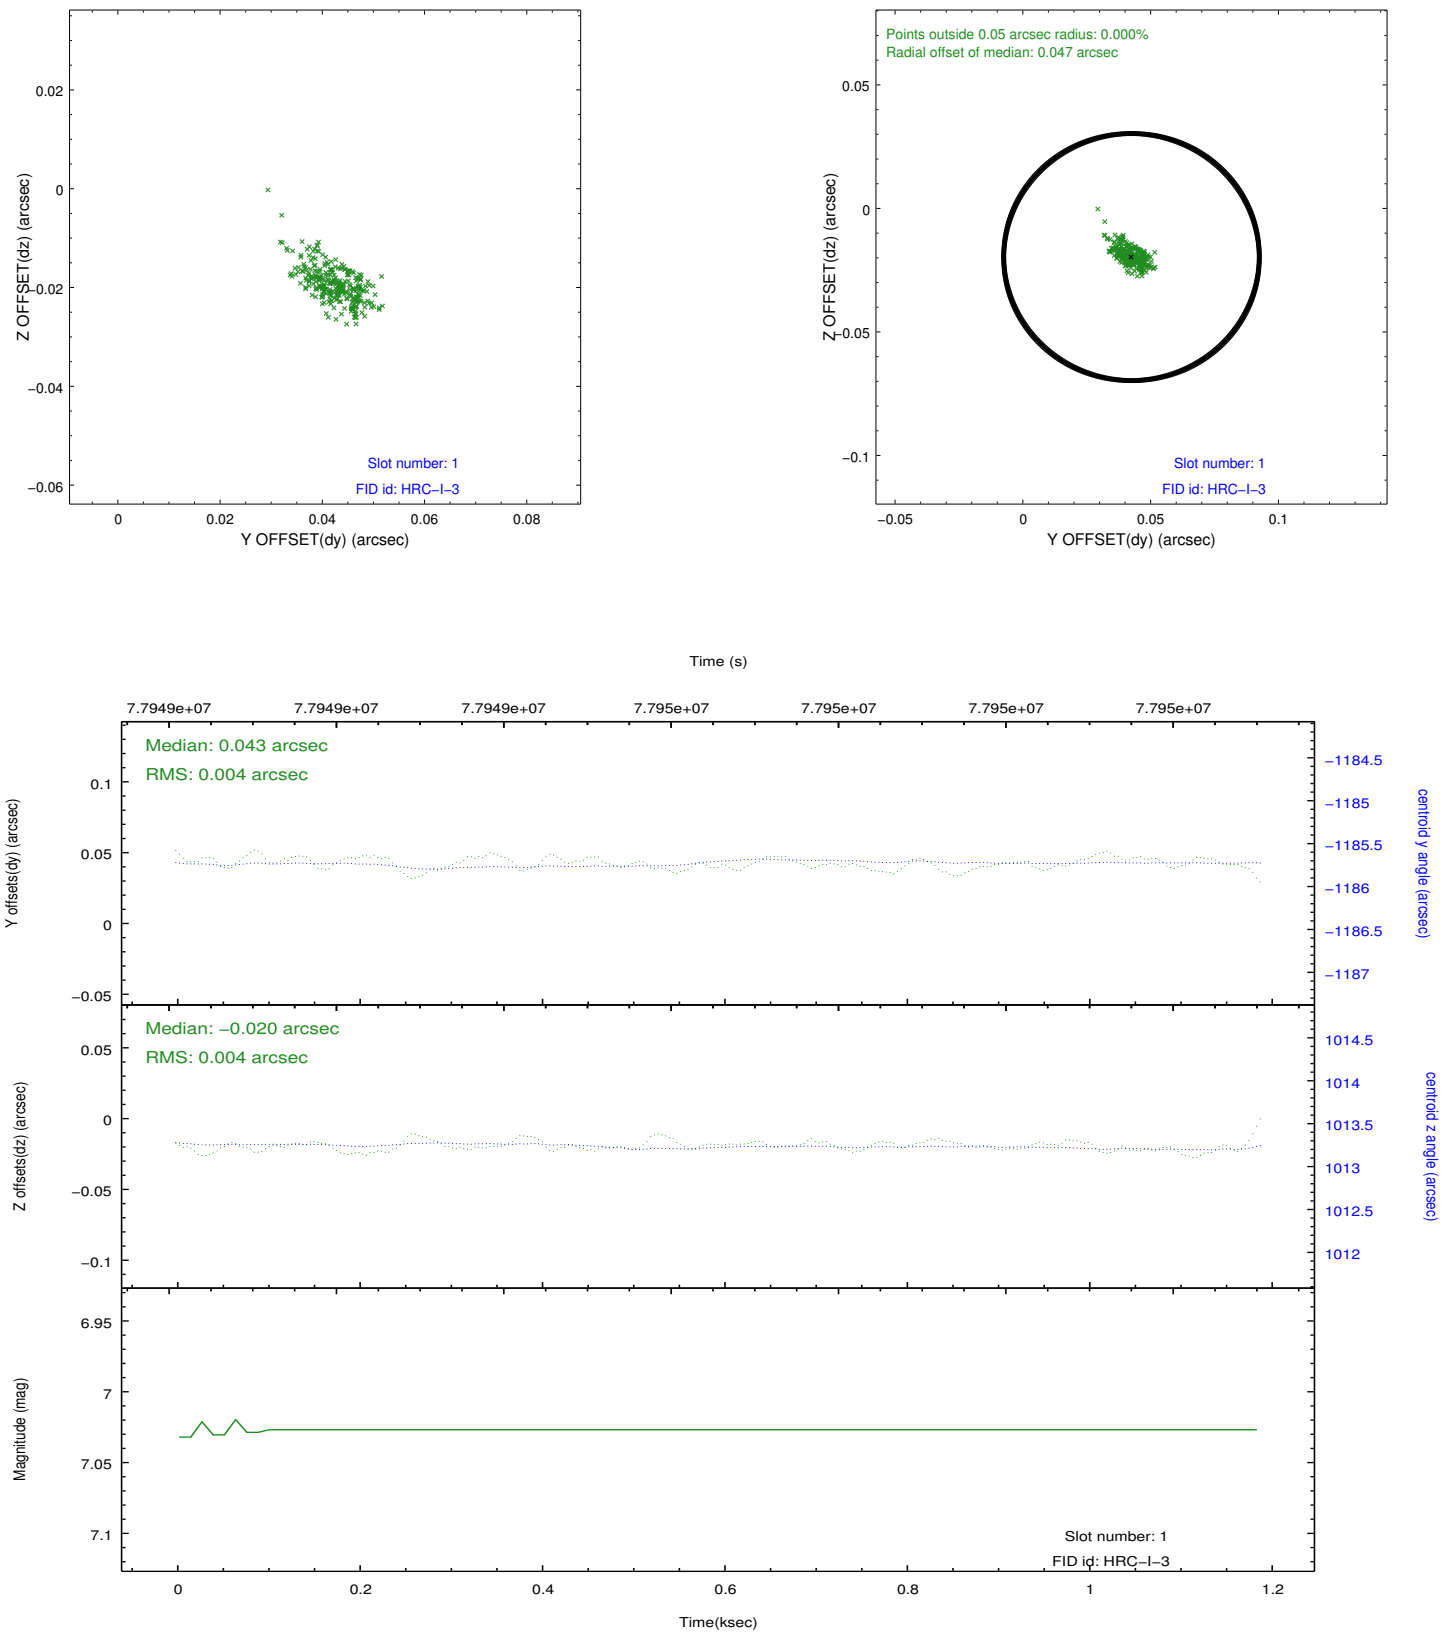 0.02
0
−0.02
−0.04
−0.06
Z OFFSET(dz) (arcsec)
Slot number: 1
FID id: HRC−I−3
0
0.02
0.04
0.06
0.08
Y OFFSET(dy) (arcsec)
Points outside 0.05 arcsec radius: 0.000%
Radial offset of median: 0.047 arcsec
0.05
0
−0.05
−0.1
Z OFFSET(dz) (arcsec)
Slot number: 1
FID id: HRC−I−3
−0.05
0
0.05
0.1
Y OFFSET(dy) (arcsec)
Time (s)
7.7949e+07
7.7949e+07
7.7949e+07
7.795e+07
7.795e+07
7.795e+07
7.795e+07
Median: 0.043 arcsec
RMS: 0.004 arcsec
0.1
0.05
0
−0.05
Y offsets(dy) (arcsec)
−1184.5
−1185
−1185.5
−1186
−1186.5
−1187
centroid y angle (arcsec)
Median: −0.020 arcsec
RMS: 0.004 arcsec
0.05
0
−0.05
−0.1
Z offsets(dz) (arcsec)
1014.5
1014
1013.5
1013
1012.5
1012
centroid z angle (arcsec)
6.95
7
7.05
7.1
Magnitude (mag)
Slot number: 1
FID id: HRC−I−3
0
0.2
0.4
0.6
0.8
1
1.2
Time(ksec)